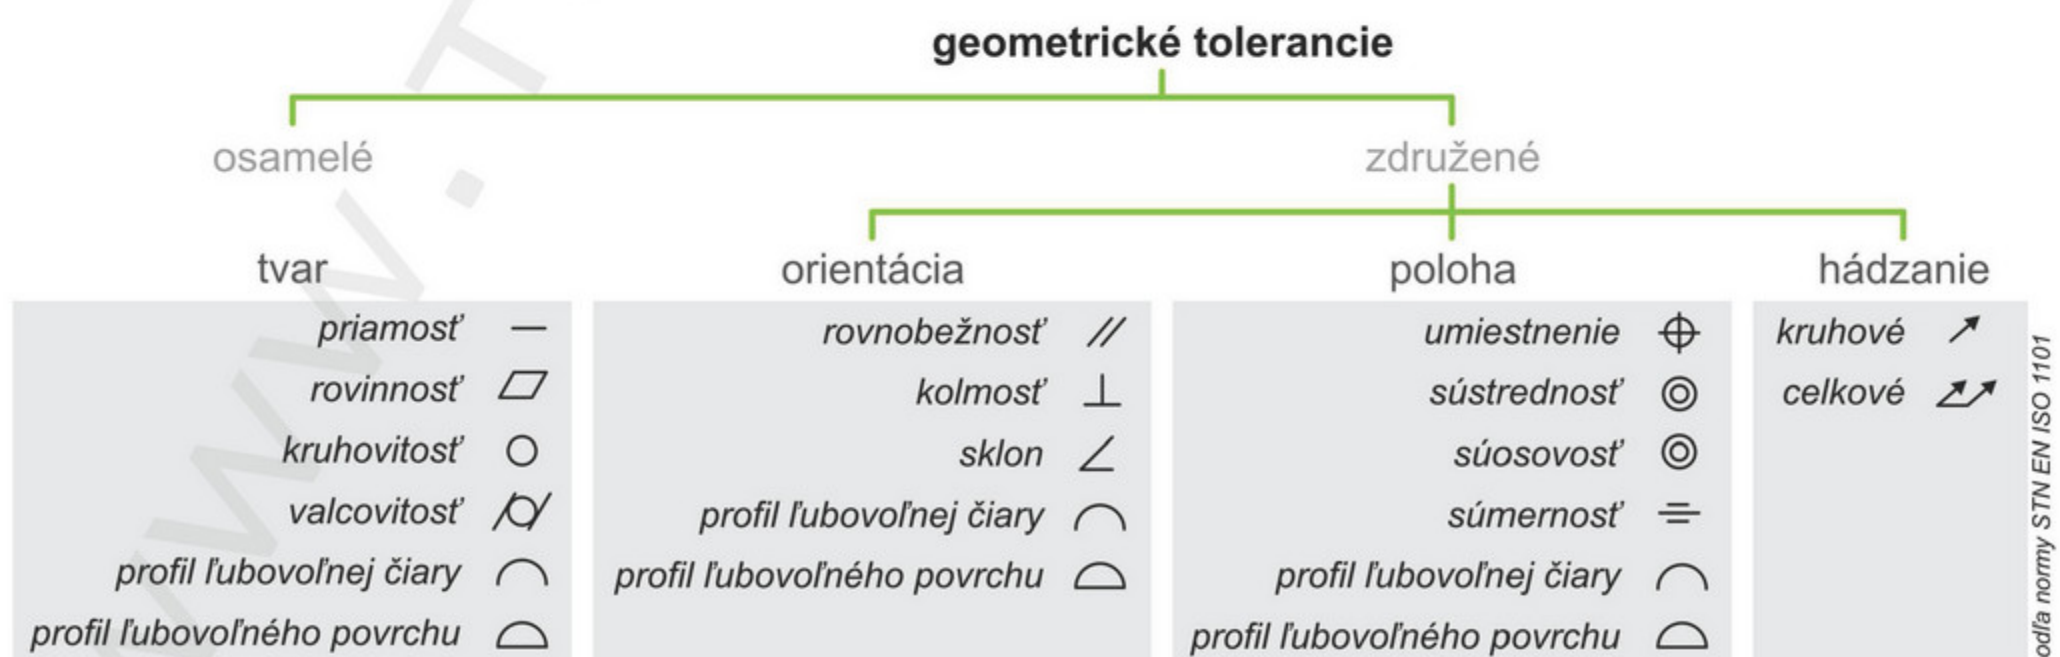 geometrické tolerancie
osamelé
združené
tvar
orientácia
poloha
hádzanie
priamosť
rovinnosť
kruhovitosť
valcovitosť
profil ľubovoľnej čiary
profil ľubovoľného povrchu
rovnobežnosť
kolmosť
sklon
profil ľubovoľnej čiary
profil ľubovoľného povrchu
umiestnenie
sústrednosť
súosovosť
súmernosť
profil ľubovoľnej čiary
profil ľubovoľného povrchu
kruhové
celkové
odľa normy STN EN ISO 1101
www.T